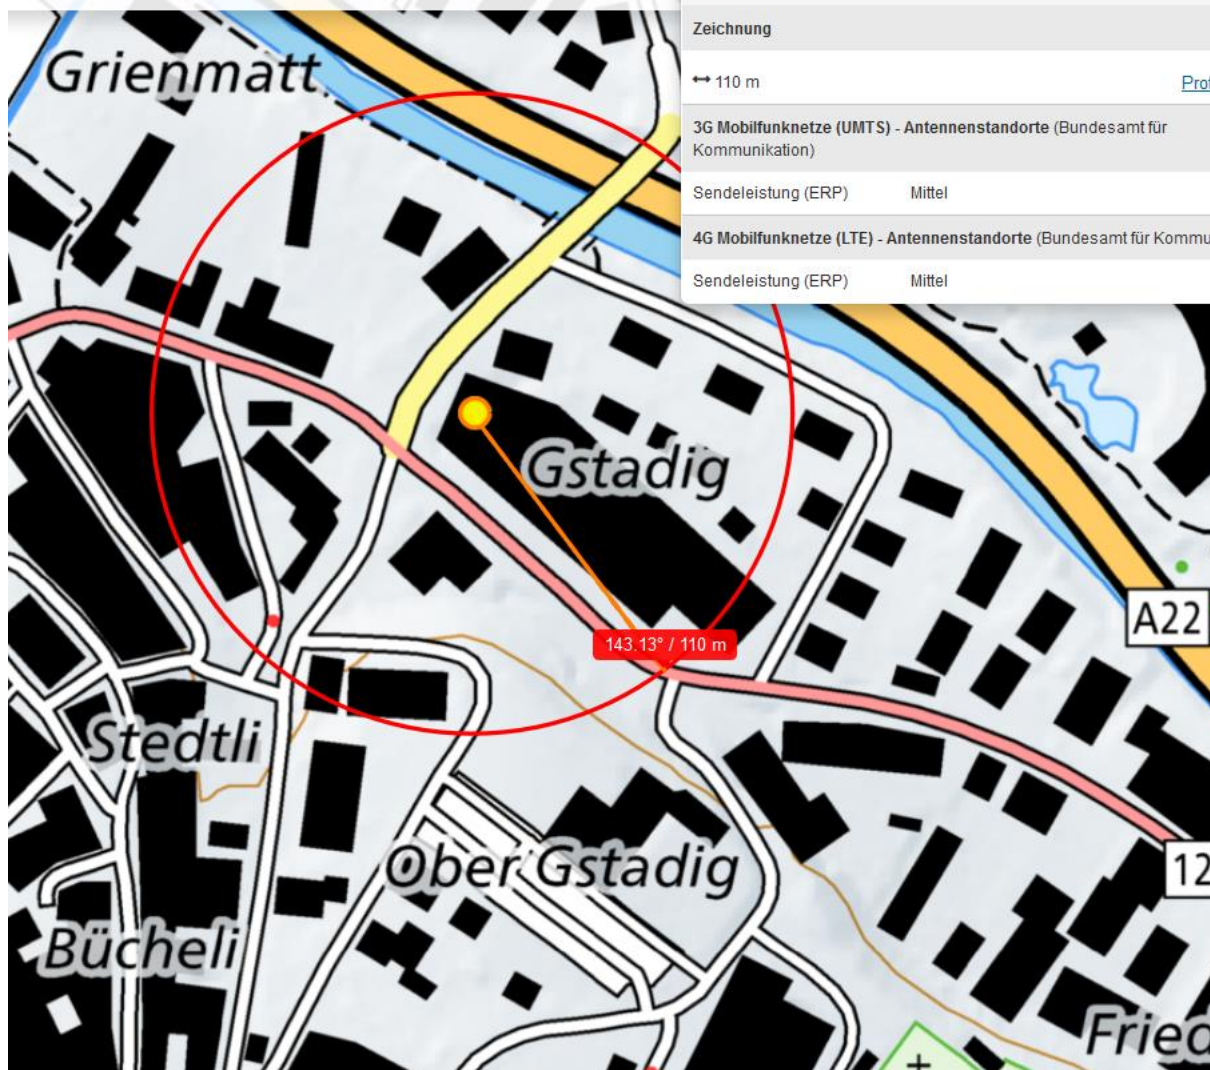 Zeichnung
↔ 110 m
3G Mobilfunknetze (UMTS) - Antennenstandorte (Bundesamt für
Kommunikation)
Sendeleistung (ERP) Mittel
4G Mobilfunknetze (LTE) - Antennenstandorte (Bundesamt für Kommu
Sendeleistung (ERP) Mittel
Grienmatt
Gstadig
143.13° / 110 m
A22
Stedtli
Ober Gstadig
12
Bücheli
Fried